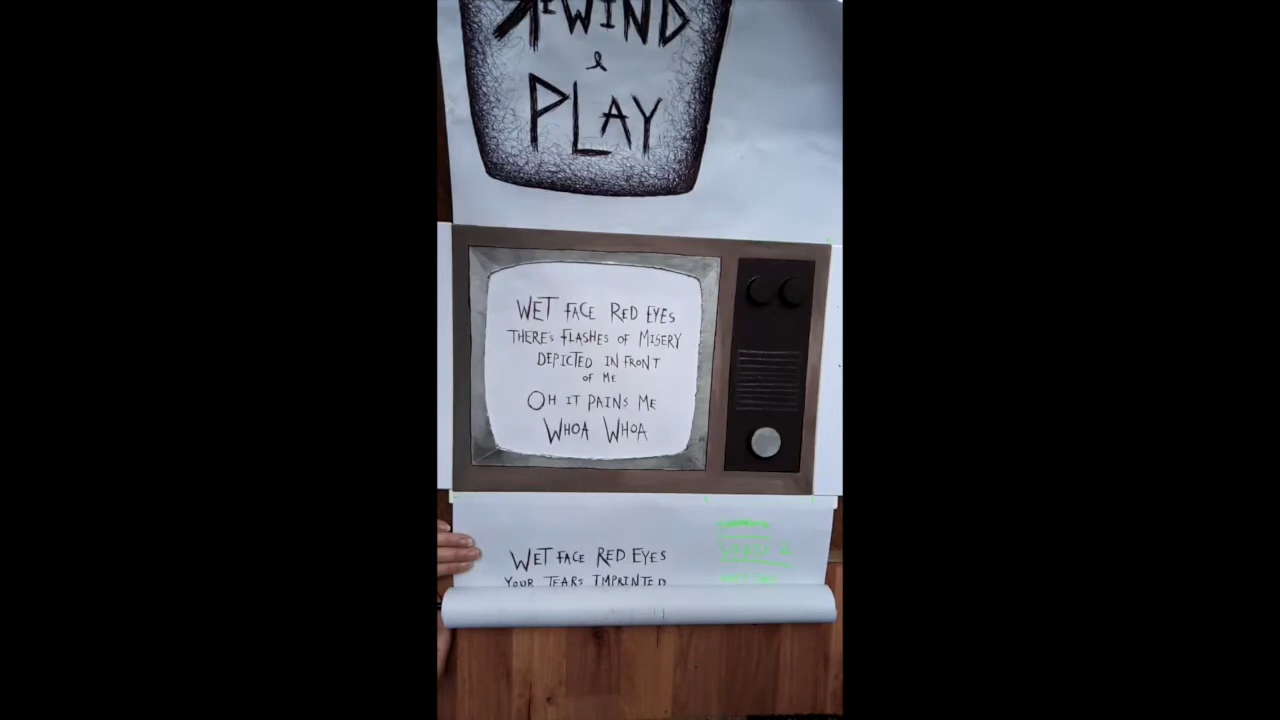 REWIND
&
PLAY
WET FACE RED EYES
THERE'S FLASHES OF MISERY
DEPICTED IN FRONT
OF ME
OH IT PAINS ME
WHOA WHOA
WET FACE RED EYES
YOUR TEARS IMPRINTED